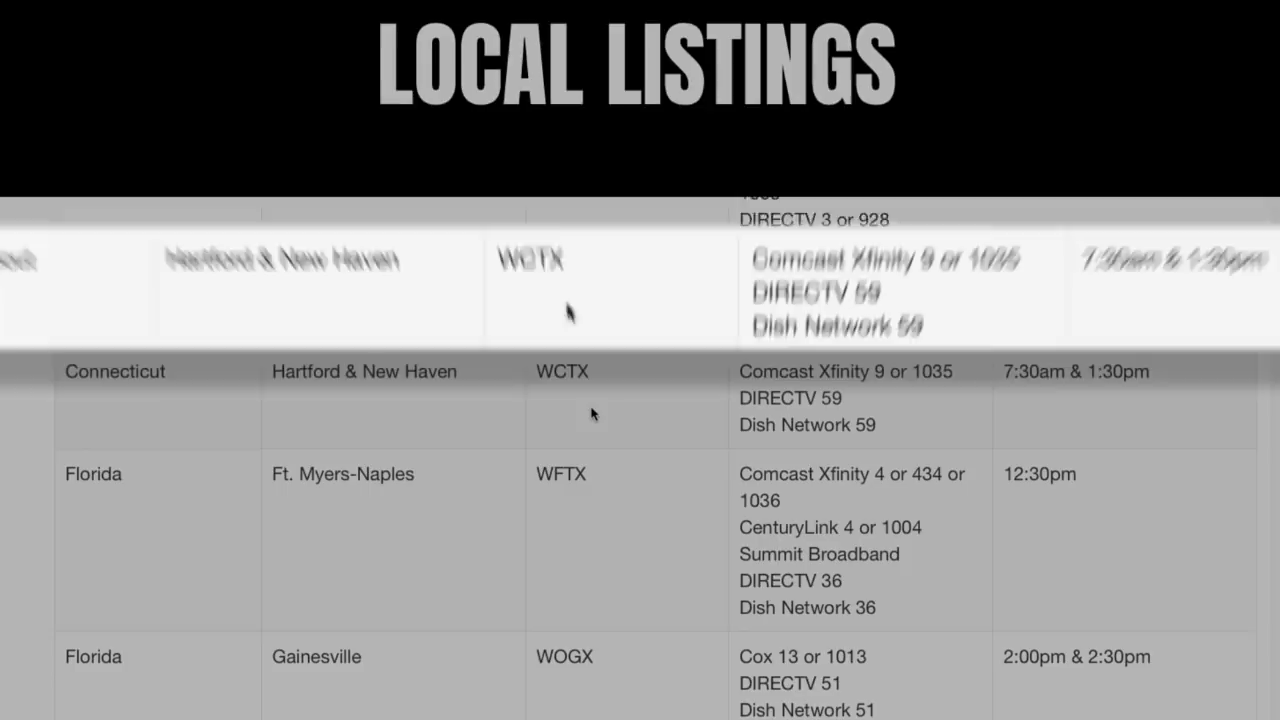 LOCAL LISTINGS
DIRECTV 3 or 928
Hartford & New Haven WCTX Comcast Xfinity 9 or 1035 7:30am & 1:30pm
DIRECTV 59
Dish Network 59
Connecticut Hartford & New Haven WCTX Comcast Xfinity 9 or 1035 7:30am & 1:30pm
DIRECTV 59
Dish Network 59
Florida Ft. Myers-Naples WFTX Comcast Xfinity 4 or 434 or 12:30pm
1036
CenturyLink 4 or 1004
Summit Broadband
DIRECTV 36
Dish Network 36
Florida Gainesville WOGX Cox 13 or 1013 2:00pm & 2:30pm
DIRECTV 51
Dish Network 51